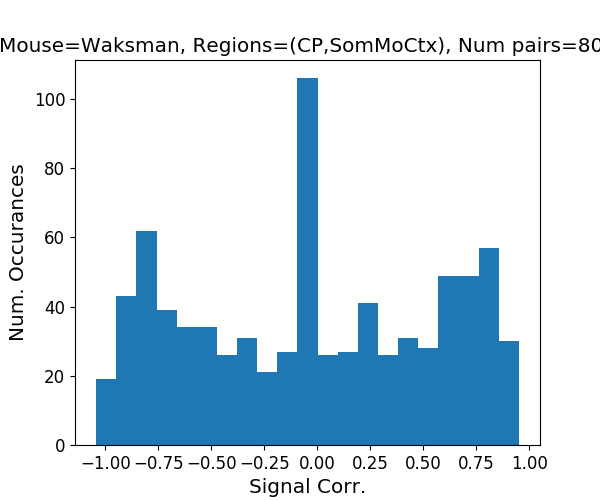 Mouse=Waksman, Regions=(CP,SomMoCtx), Num pairs=80
100
80
60
40
20
0
Num. Occurances
−1.00 −0.75 −0.50 −0.25 0.00 0.25 0.50 0.75 1.00
Signal Corr.